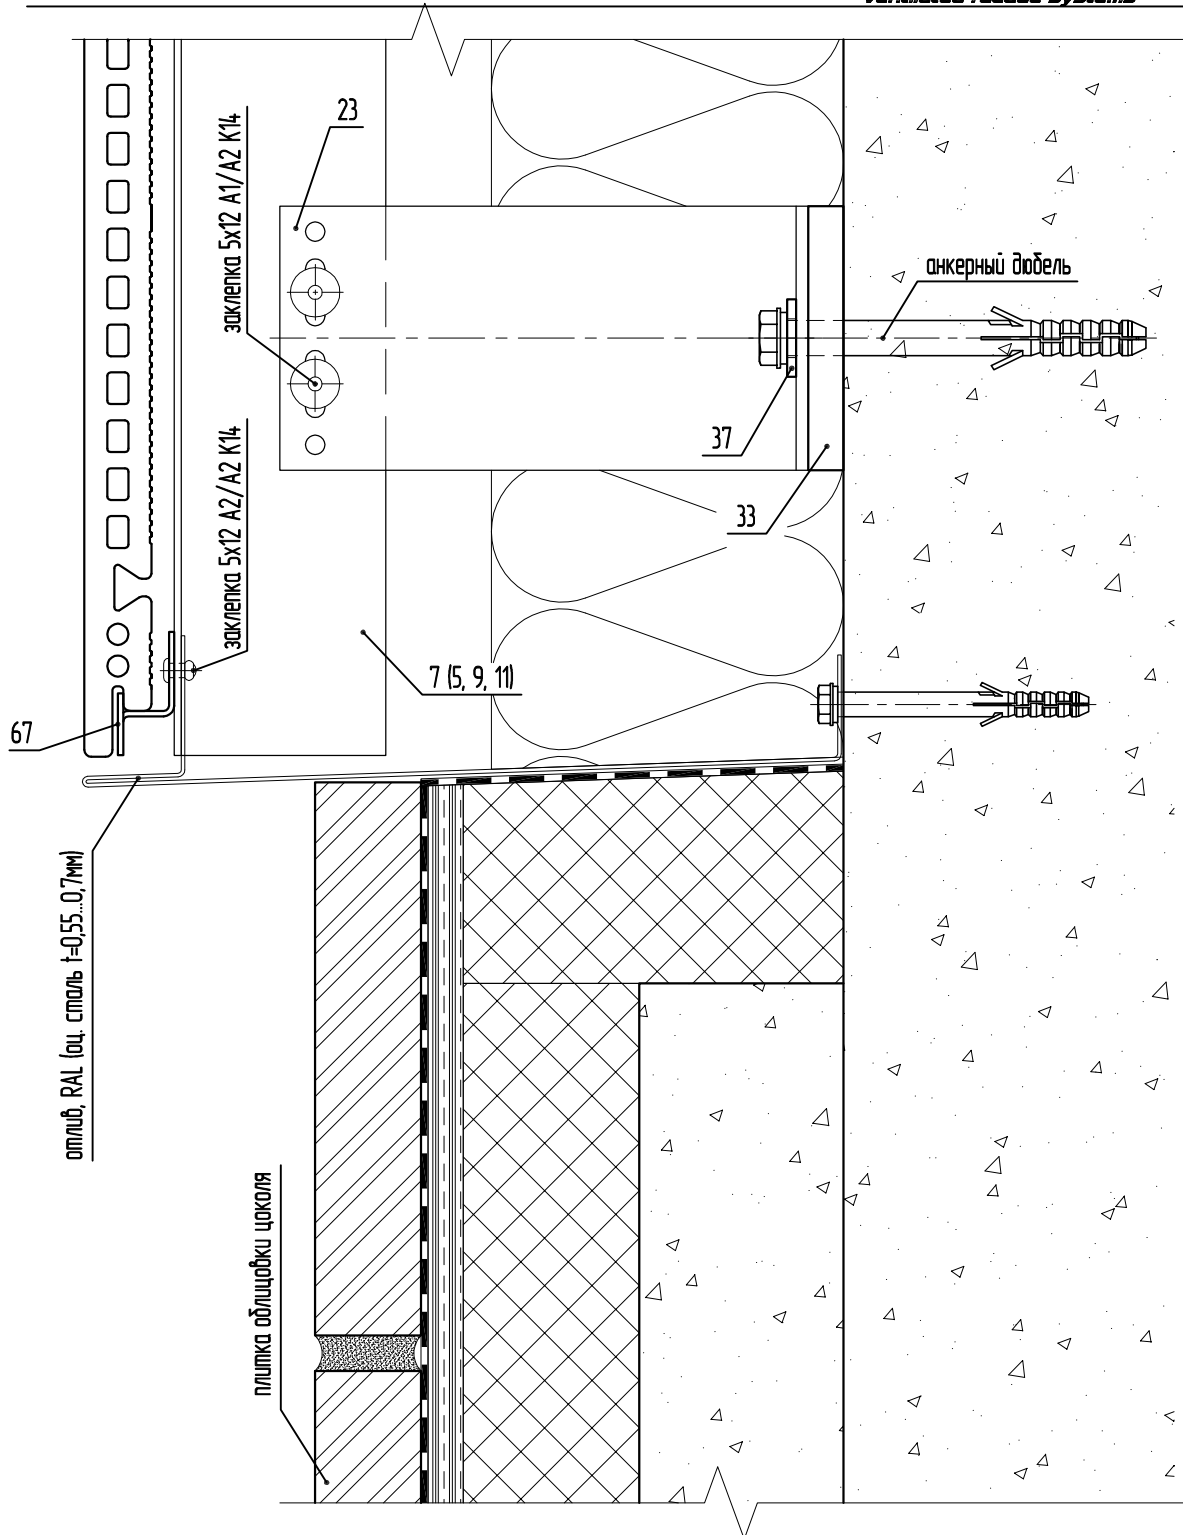 23
заклепка 5х12 А1/А2 К14
анкерный дюбель
37
заклепка 5х12 А2/А2 К14
33
7 (5, 9, 11)
67
отлив, RAL (оц. сталь t=0,55...0,7мм)
плитка облицовки цоколя